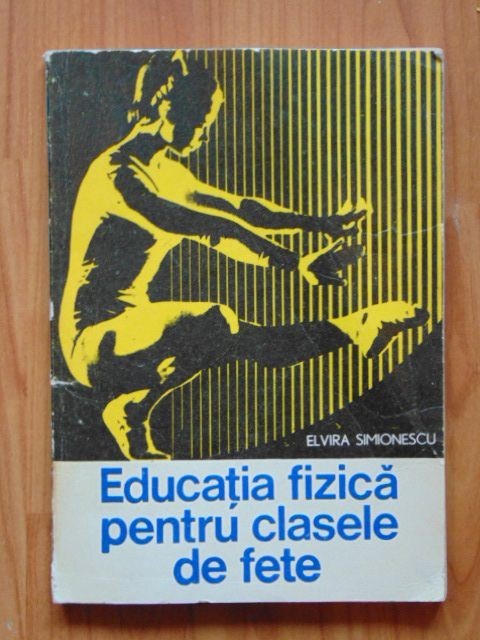 ELVIRA SIMIONESCU
Educația fizică
pentru clasele
de fete